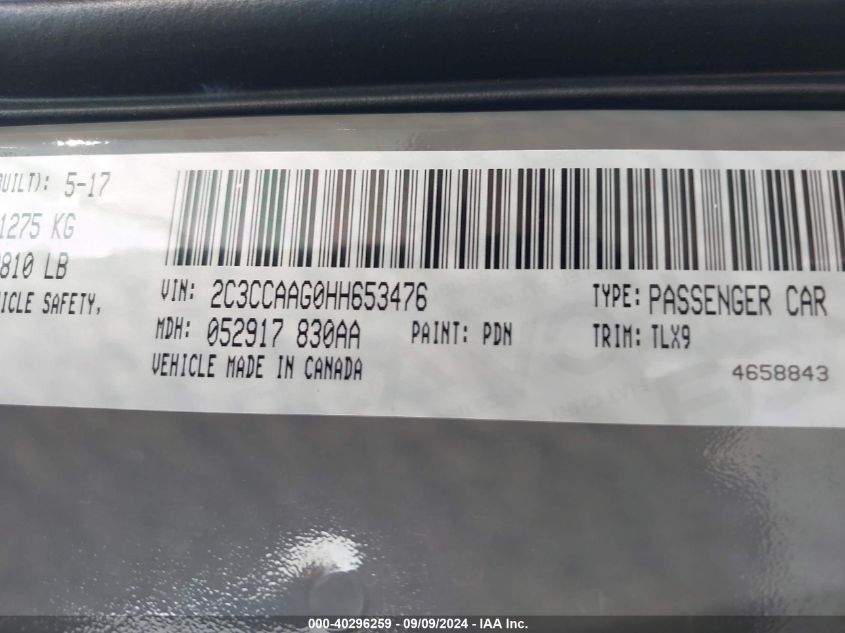 BUILT): 5-17
1275 KG
810 LB
ICLE SAFETY,
VIN: 2C3CCAAG0HH653476
TYPE: PASSENGER CAR
MDH: 052917 830AA
PAINT: PDN
TRIM: TLX9
VEHICLE MADE IN CANADA
4658843
000-40296259 - 09/09/2024 - IAA Inc.